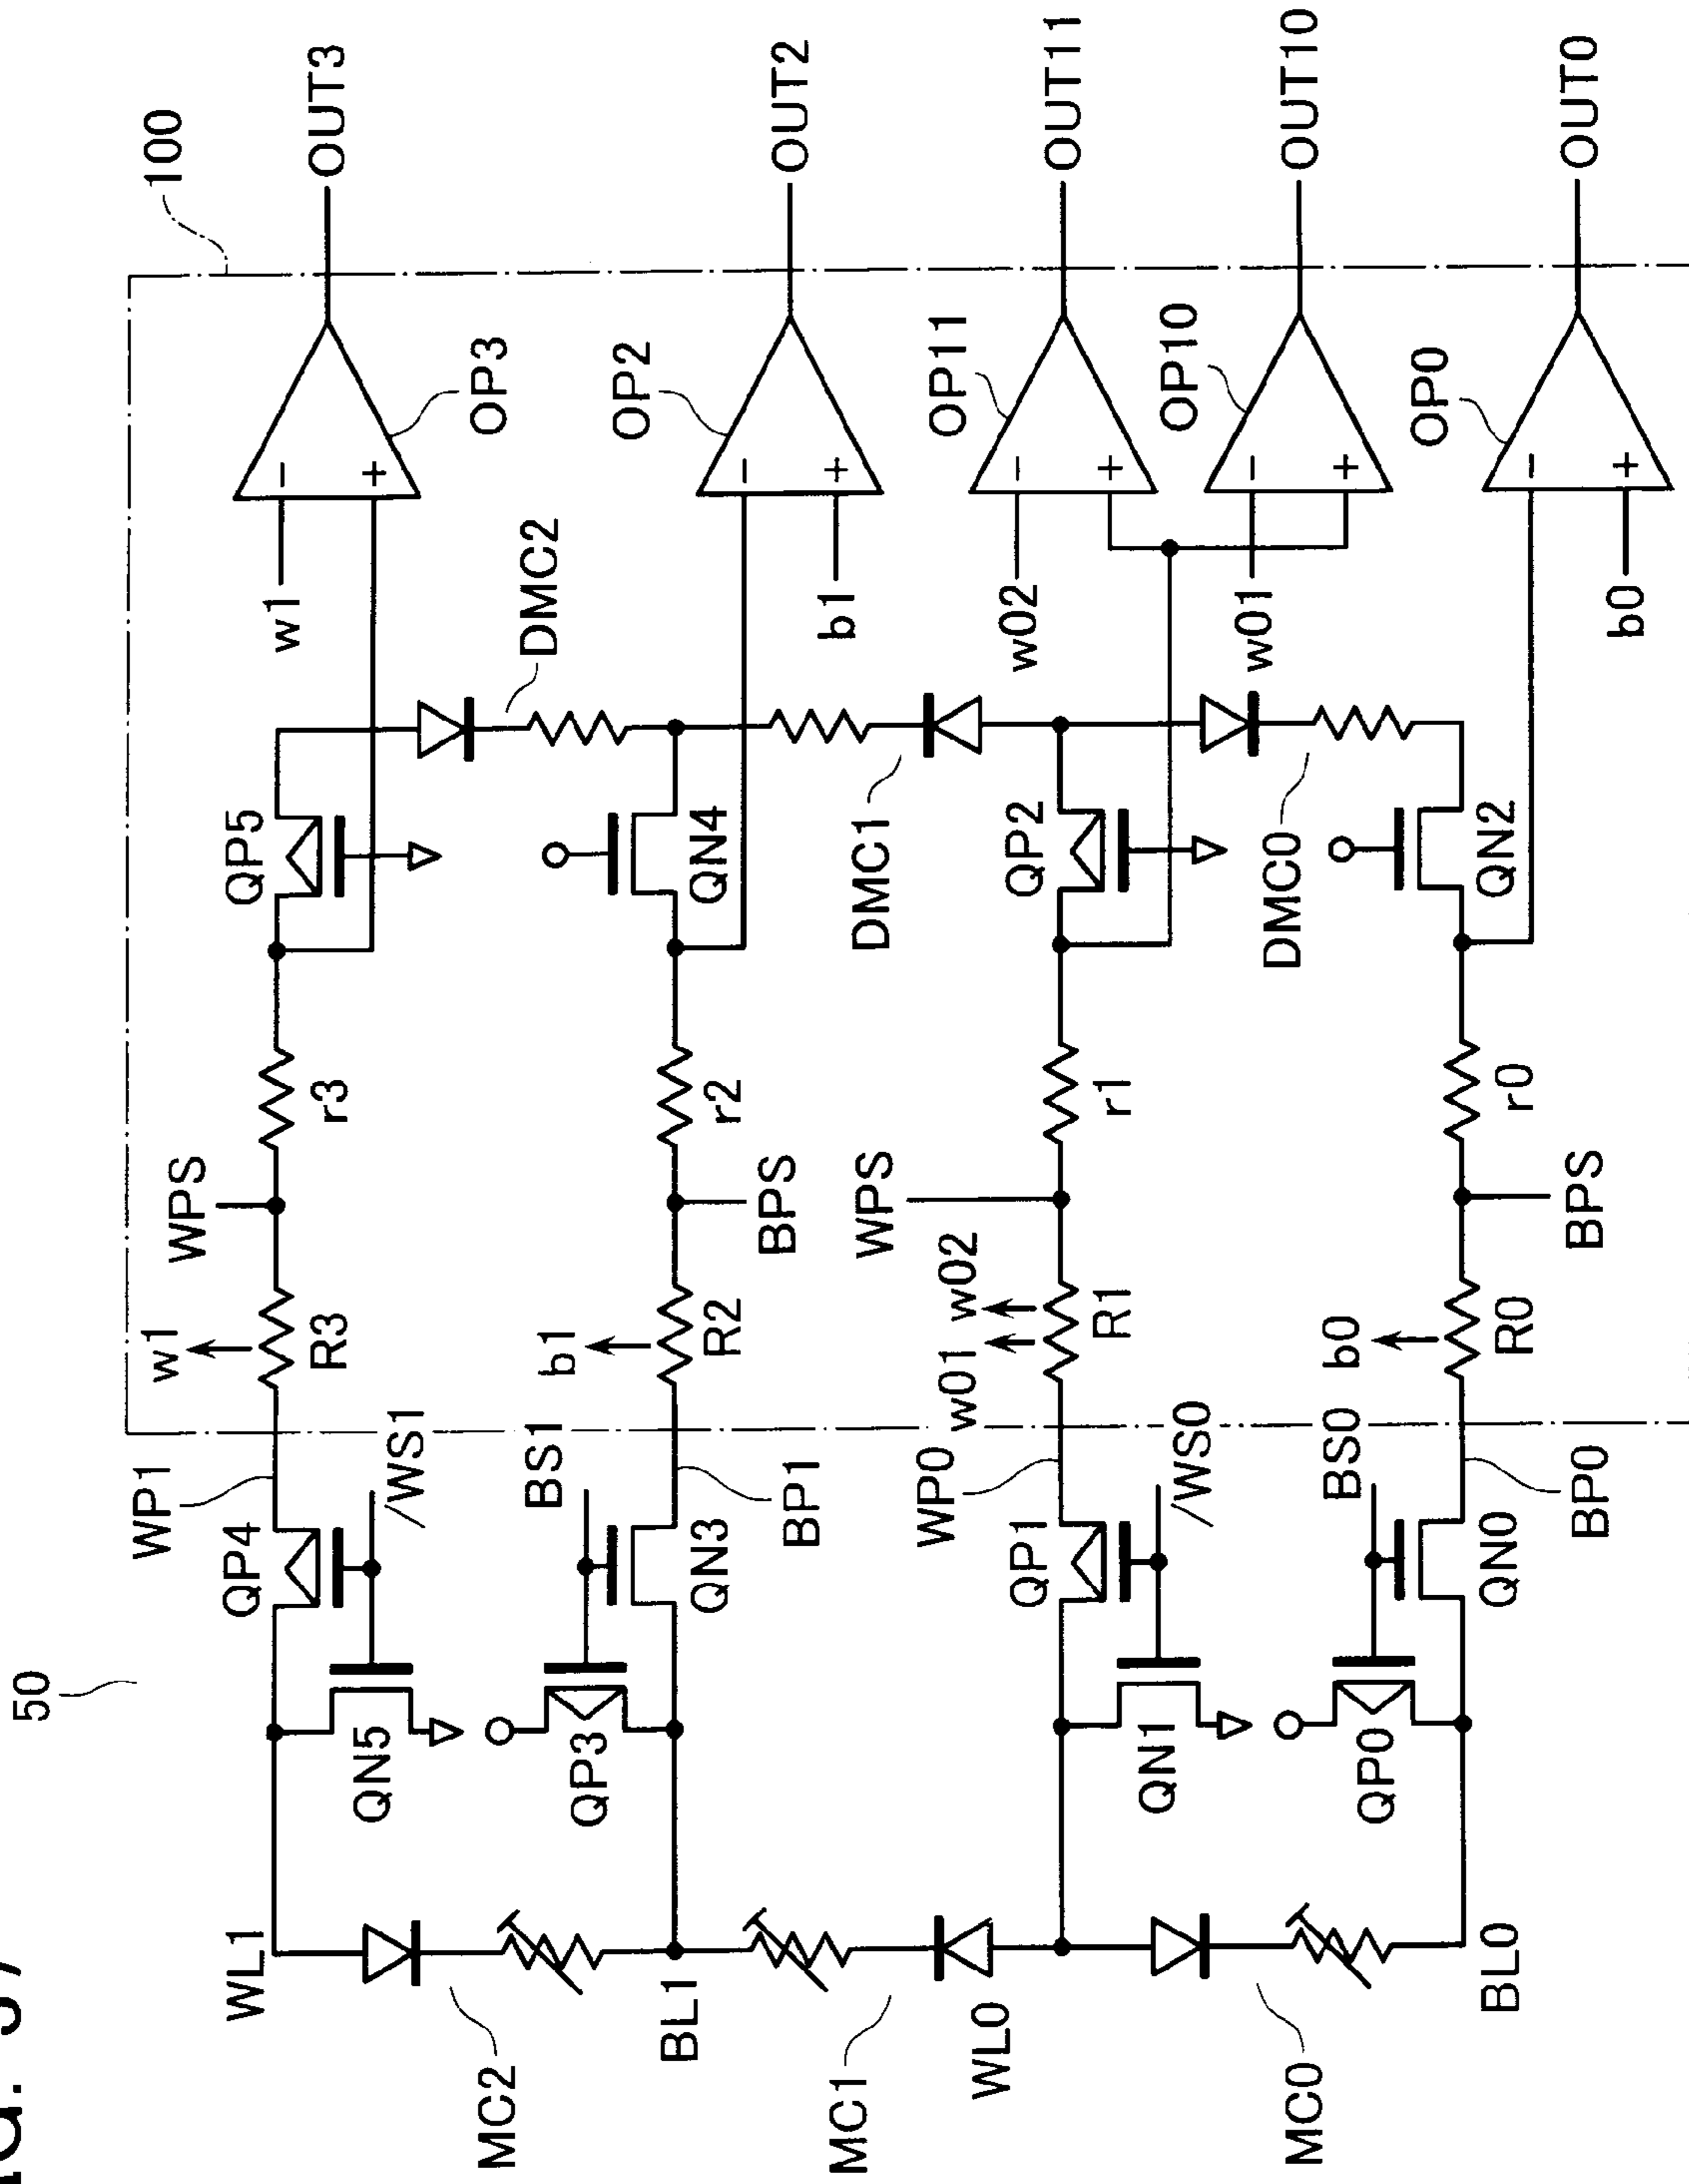 50
100
WP1
w1
WPS
OUT3
QP4
/WS1
R3
r3
QP5
w1
-
+
OP3
WL1
QN5
BS1
b1
DMC2
OP2
OUT2
MC2
QP3
QN3
BP1
R2
BPS
r2
QN4
b1
-
+
BL1
MC1
WL0
WP0
w01
w02
WPS
DMC1
w02
OP11
OUT11
-
+
QP1
/WS0
R1
r1
QP2
w01
OP10
OUT10
-
+
QN1
BS0
b0
DMC0
OP0
OUT0
-
+
b0
MC0
QP0
QN0
BP0
R0
BPS
r0
QN2
BL0